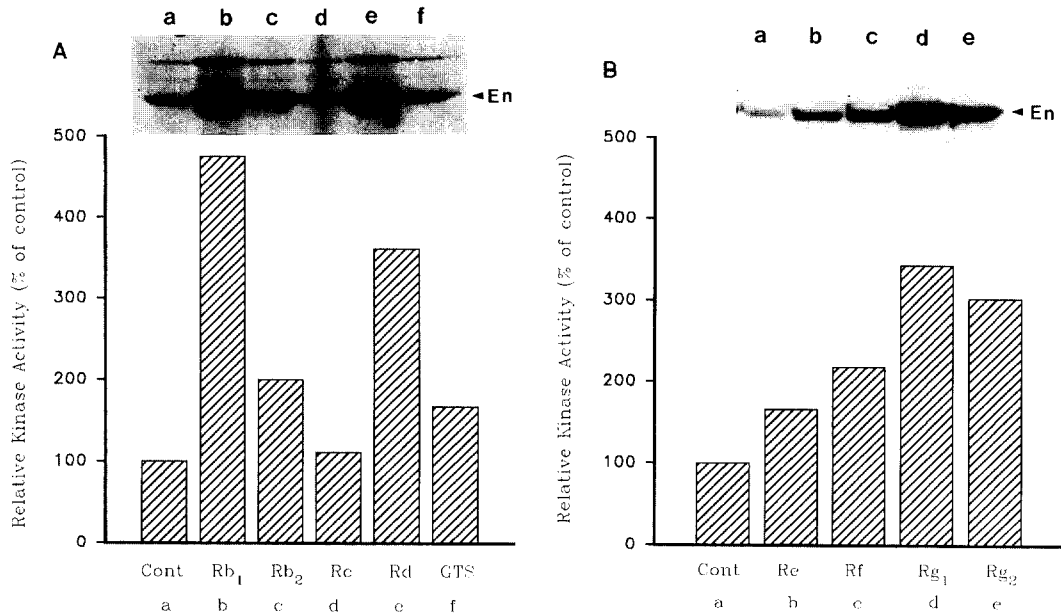 a b c d e f
A
En
Relative Kinase Activity (% of control)
500
400
300
200
100
0
Cont Rb₁ Rb₂ Rc Rd GTS
a b c d e f
a b c d e
B
En
Relative Kinase Activity (% of control)
500
400
300
200
100
0
Cont Re Rf Rg₁ Rg₂
a b c d e